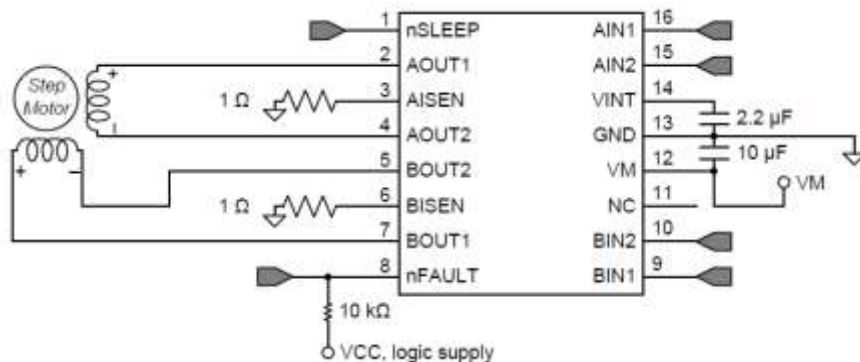 1 nSLEEP AIN1 16
2 AOUT1 AIN2 15
Step
Motor
+
1 Ω 3 AISEN VINT 14
2.2 µF
4 AOUT2 GND 13
10 µF
5 BOUT2 VM 12
+ −
VM
1 Ω 6 BISEN NC 11
7 BOUT1 BIN2 10
8 nFAULT BIN1 9
10 kΩ
VCC, logic supply